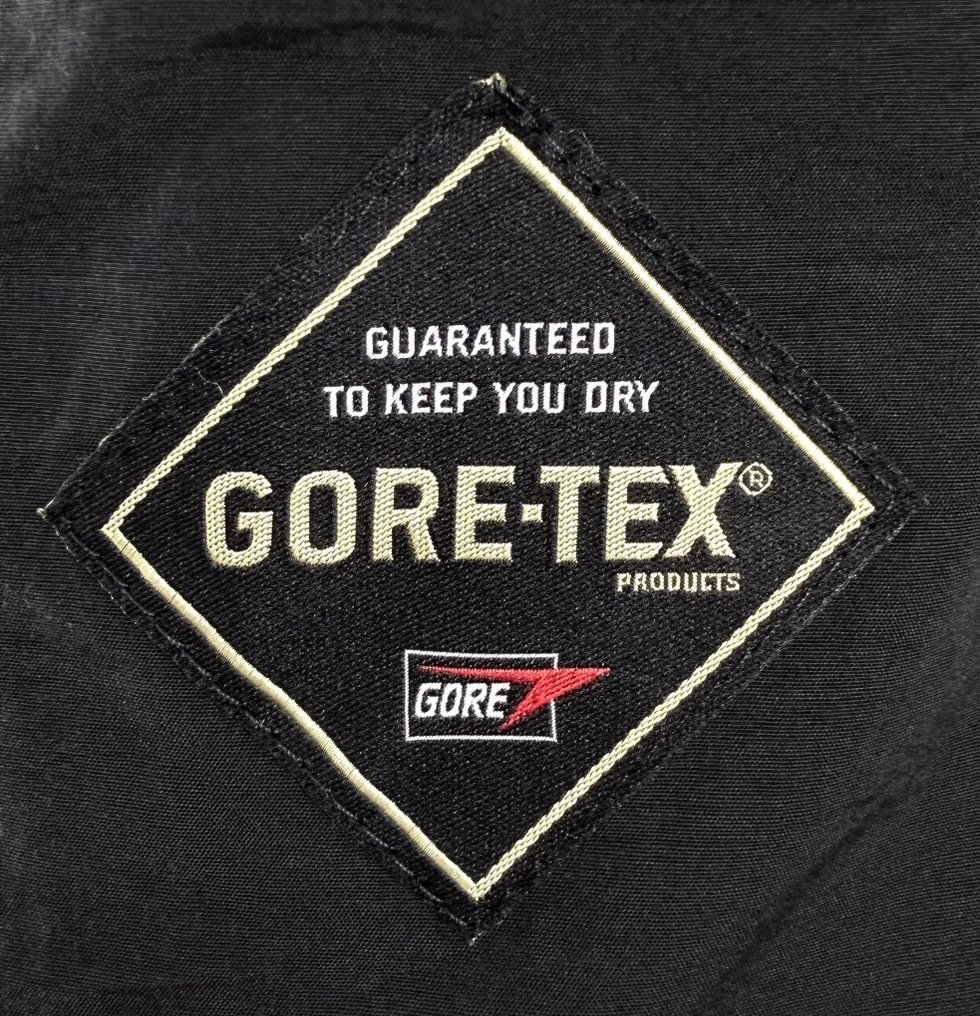 GUARANTEED
TO KEEP YOU DRY
GORE-TEX®
PRODUCTS
GORE